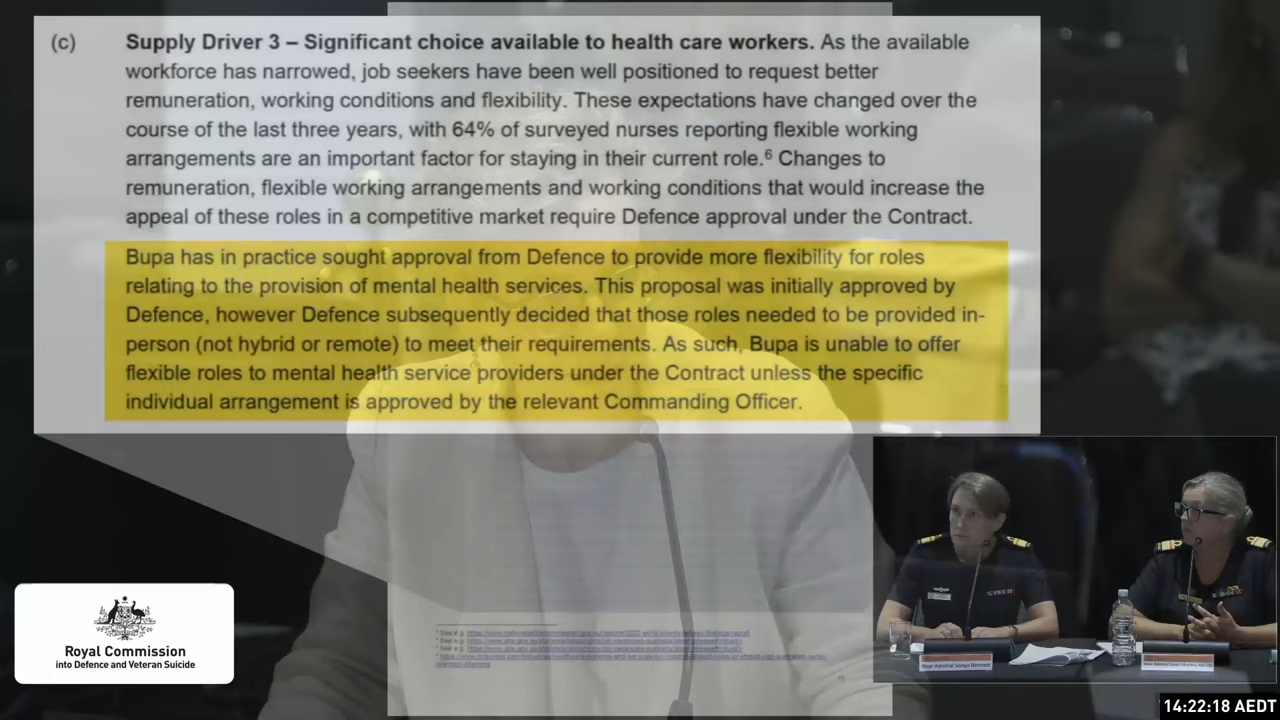 (c) Supply Driver 3 – Significant choice available to health care workers. As the available
workforce has narrowed, job seekers have been well positioned to request better
remuneration, working conditions and flexibility. These expectations have changed over the
course of the last three years, with 64% of surveyed nurses reporting flexible working
arrangements are an important factor for staying in their current role.⁶ Changes to
remuneration, flexible working arrangements and working conditions that would increase the
appeal of these roles in a competitive market require Defence approval under the Contract.
Bupa has in practice sought approval from Defence to provide more flexibility for roles
relating to the provision of mental health services. This proposal was initially approved by
Defence, however Defence subsequently decided that those roles needed to be provided in-
person (not hybrid or remote) to meet their requirements. As such, Bupa is unable to offer
flexible roles to mental health service providers under the Contract unless the specific
individual arrangement is approved by the relevant Commanding Officer.
Royal Commission
into Defence and Veteran Suicide
Rear Admiral Sonya Bennett
Rear Admiral Sarah
14:22:18 AEDT